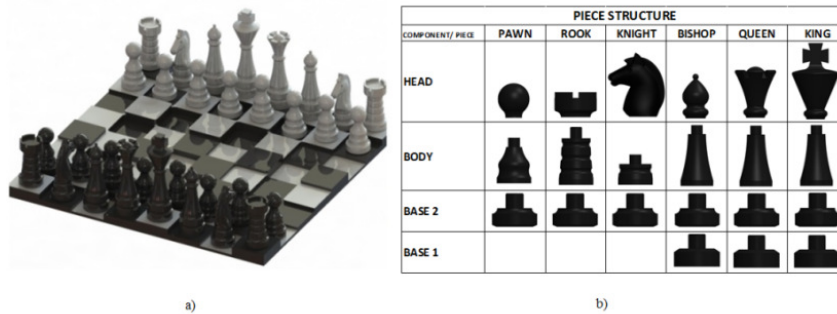 PIECE STRUCTURE
COMPONENT/ PIECE PAWN ROOK KNIGHT BISHOP QUEEN KING
HEAD
BODY
BASE 2
BASE 1
a) b)